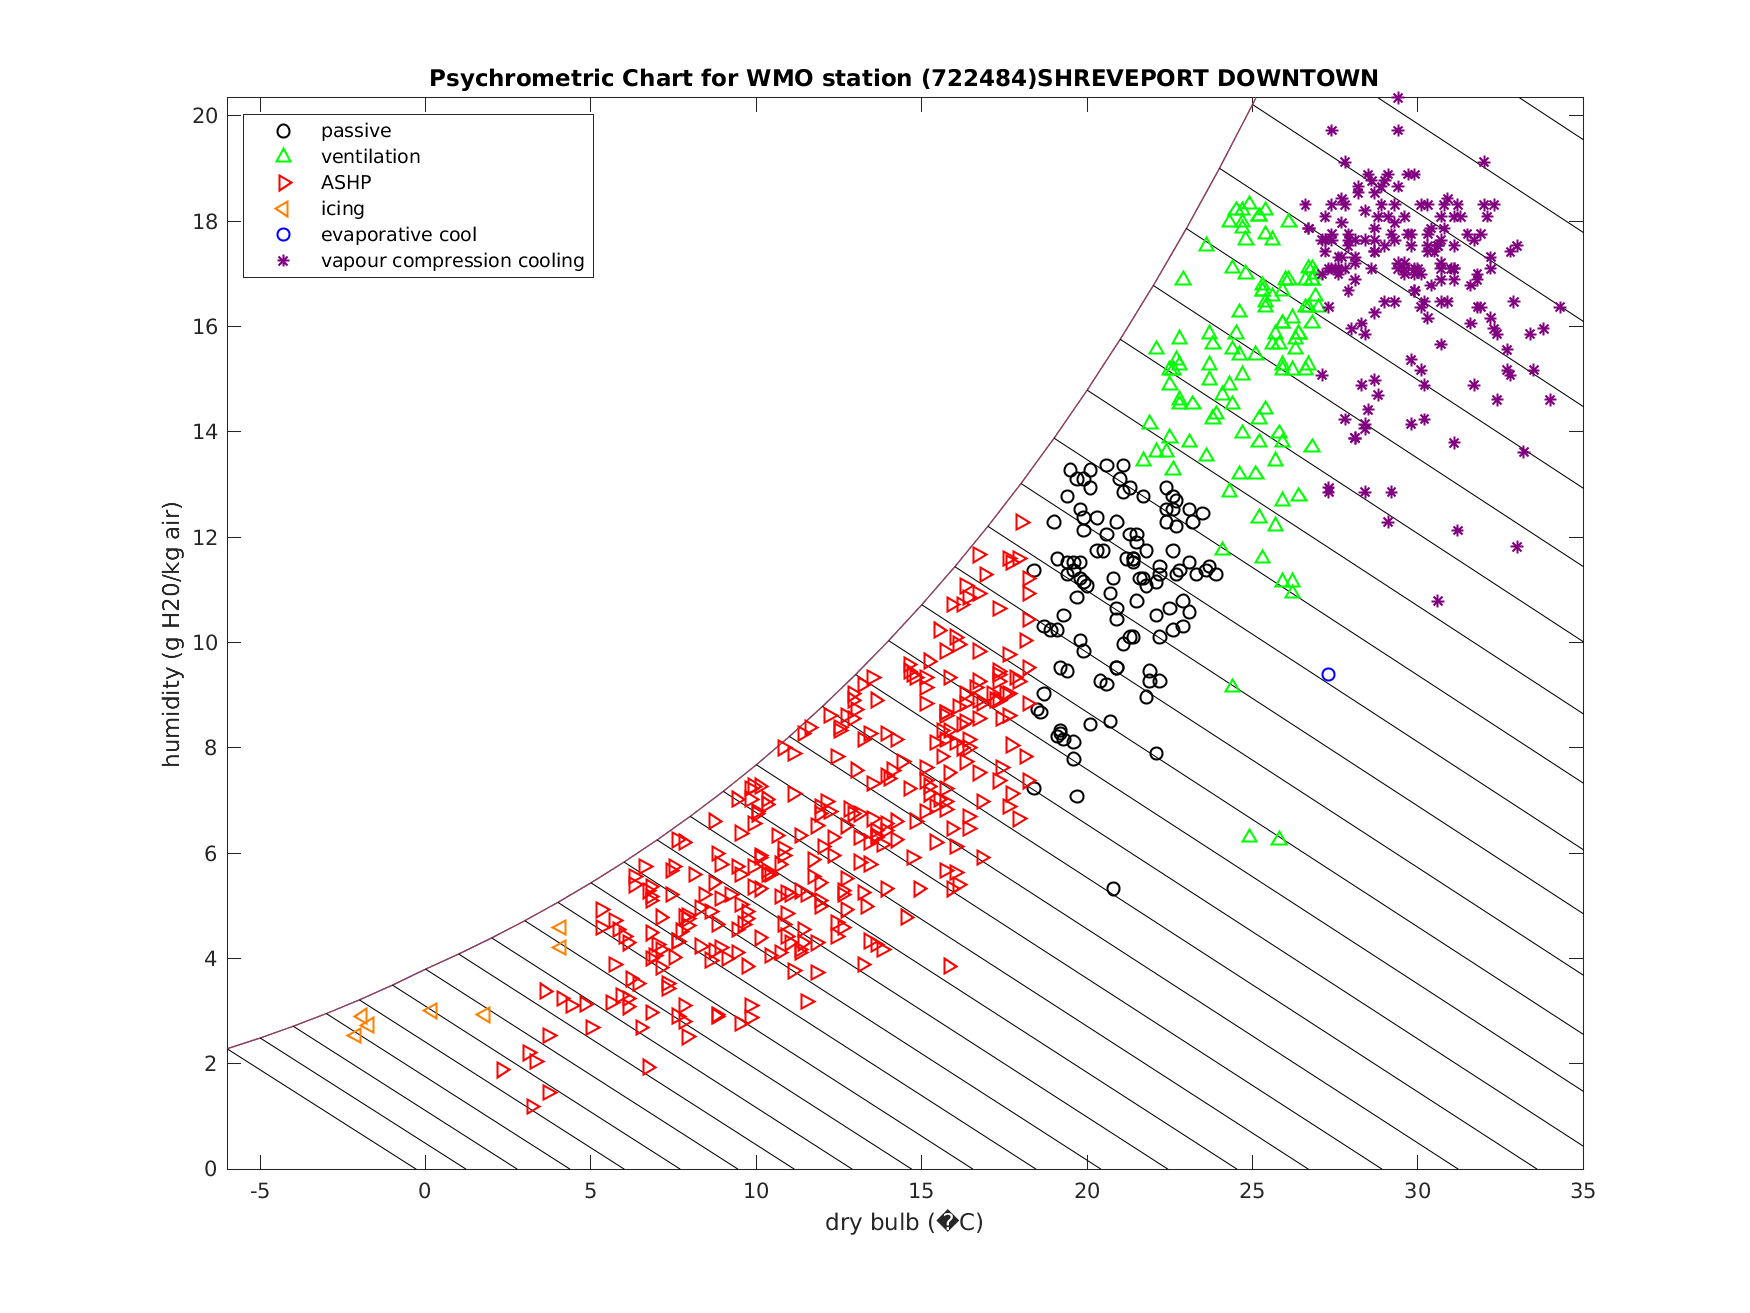 Psychrometric Chart for WMO station (722484)SHREVEPORT DOWNTOWN
passive
ventilation
ASHP
icing
evaporative cool
vapour compression cooling
humidity (g H20/kg air)
20
18
16
14
12
10
8
6
4
2
0
-5 0 5 10 15 20 25 30 35
dry bulb (�C)